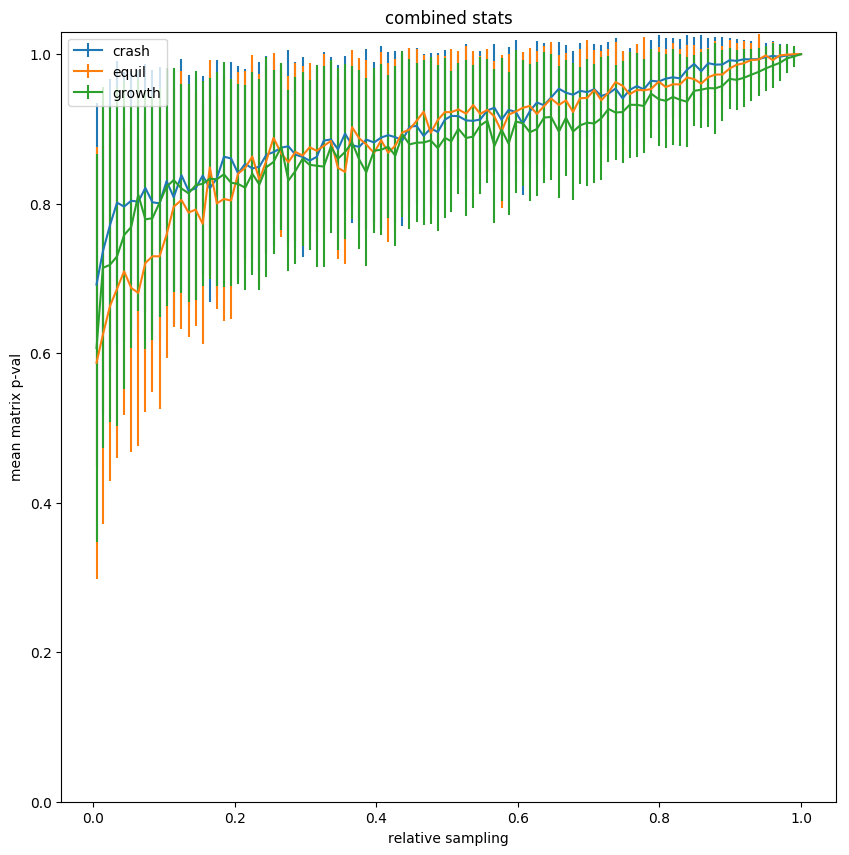 combined stats
crash
equil
growth
mean matrix p-val
1.0
0.8
0.6
0.4
0.2
0.0
0.0 0.2 0.4 0.6 0.8 1.0
relative sampling